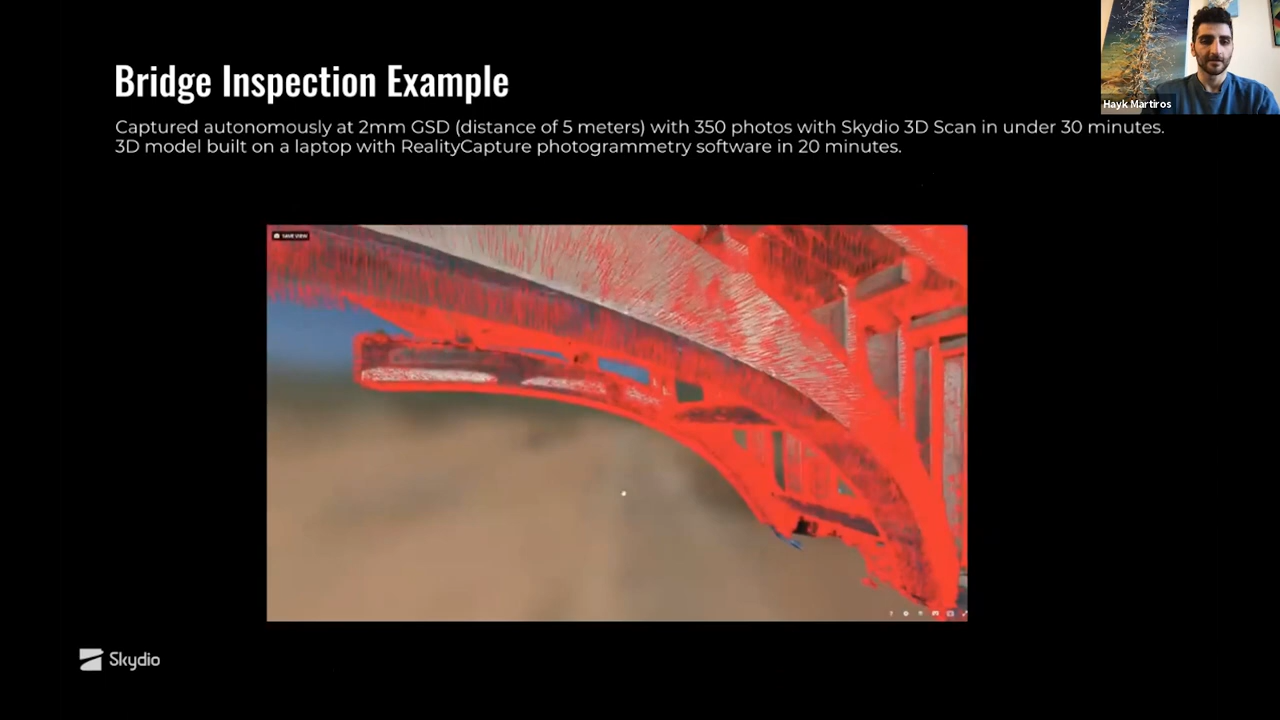 Bridge Inspection Example
Hayk Martiros
Captured autonomously at 2mm GSD (distance of 5 meters) with 350 photos with Skydio 3D Scan in under 30 minutes.
3D model built on a laptop with RealityCapture photogrammetry software in 20 minutes.
SAVE VIEW
Skydio